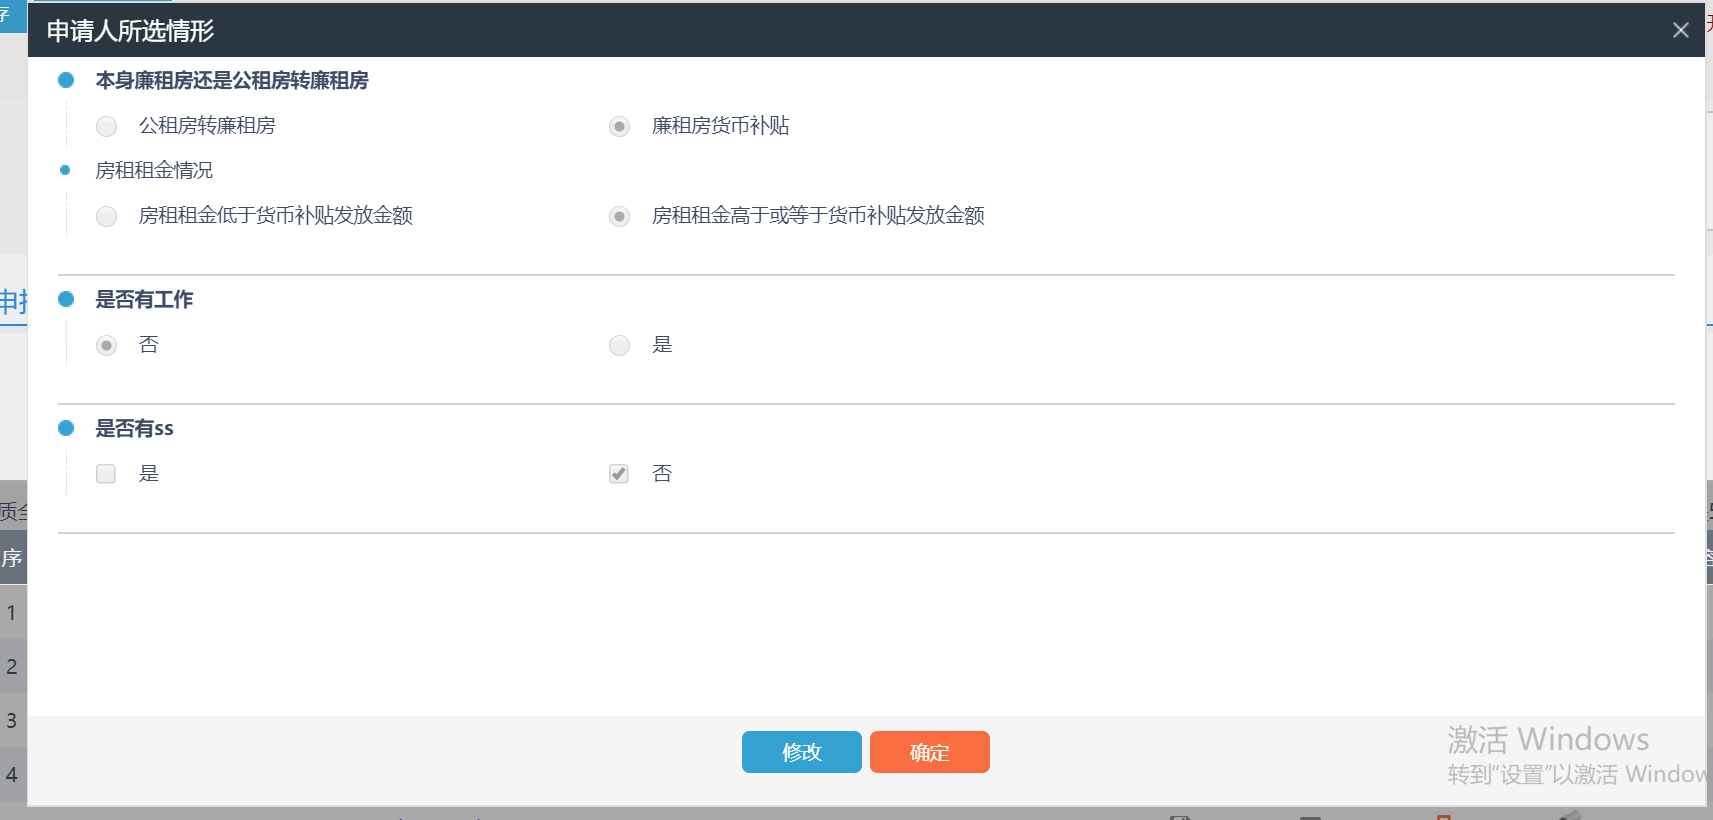 序
申请人所选情形
本身廉租房还是公租房转廉租房
公租房转廉租房 廉租房货币补贴
房租租金情况
房租租金低于货币补贴发放金额 房租租金高于或等于货币补贴发放金额
是否有工作
否 是
是否有ss
是 否
序
1
2
3
4
修改 确定
激活 Windows
转到"设置"以激活 Window